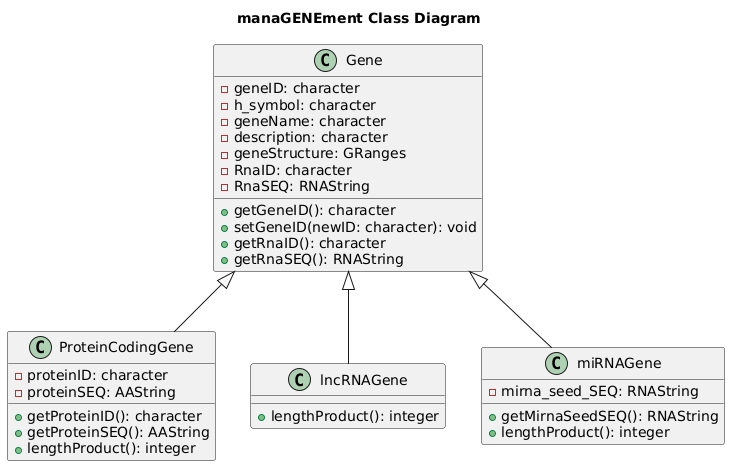 manaGENEment Class Diagram
C Gene
geneID: character
h_symbol: character
geneName: character
description: character
geneStructure: GRanges
RnaID: character
RnaSEQ: RNAString
getGeneID(): character
setGeneID(newID: character): void
getRnaID(): character
getRnaSEQ(): RNAString
C ProteinCodingGene
proteinID: character
proteinSEQ: AAString
getProteinID(): character
getProteinSEQ(): AAString
lengthProduct(): integer
C lncRNAGene
lengthProduct(): integer
C miRNAGene
mirna_seed_SEQ: RNAString
getMirnaSeedSEQ(): RNAString
lengthProduct(): integer